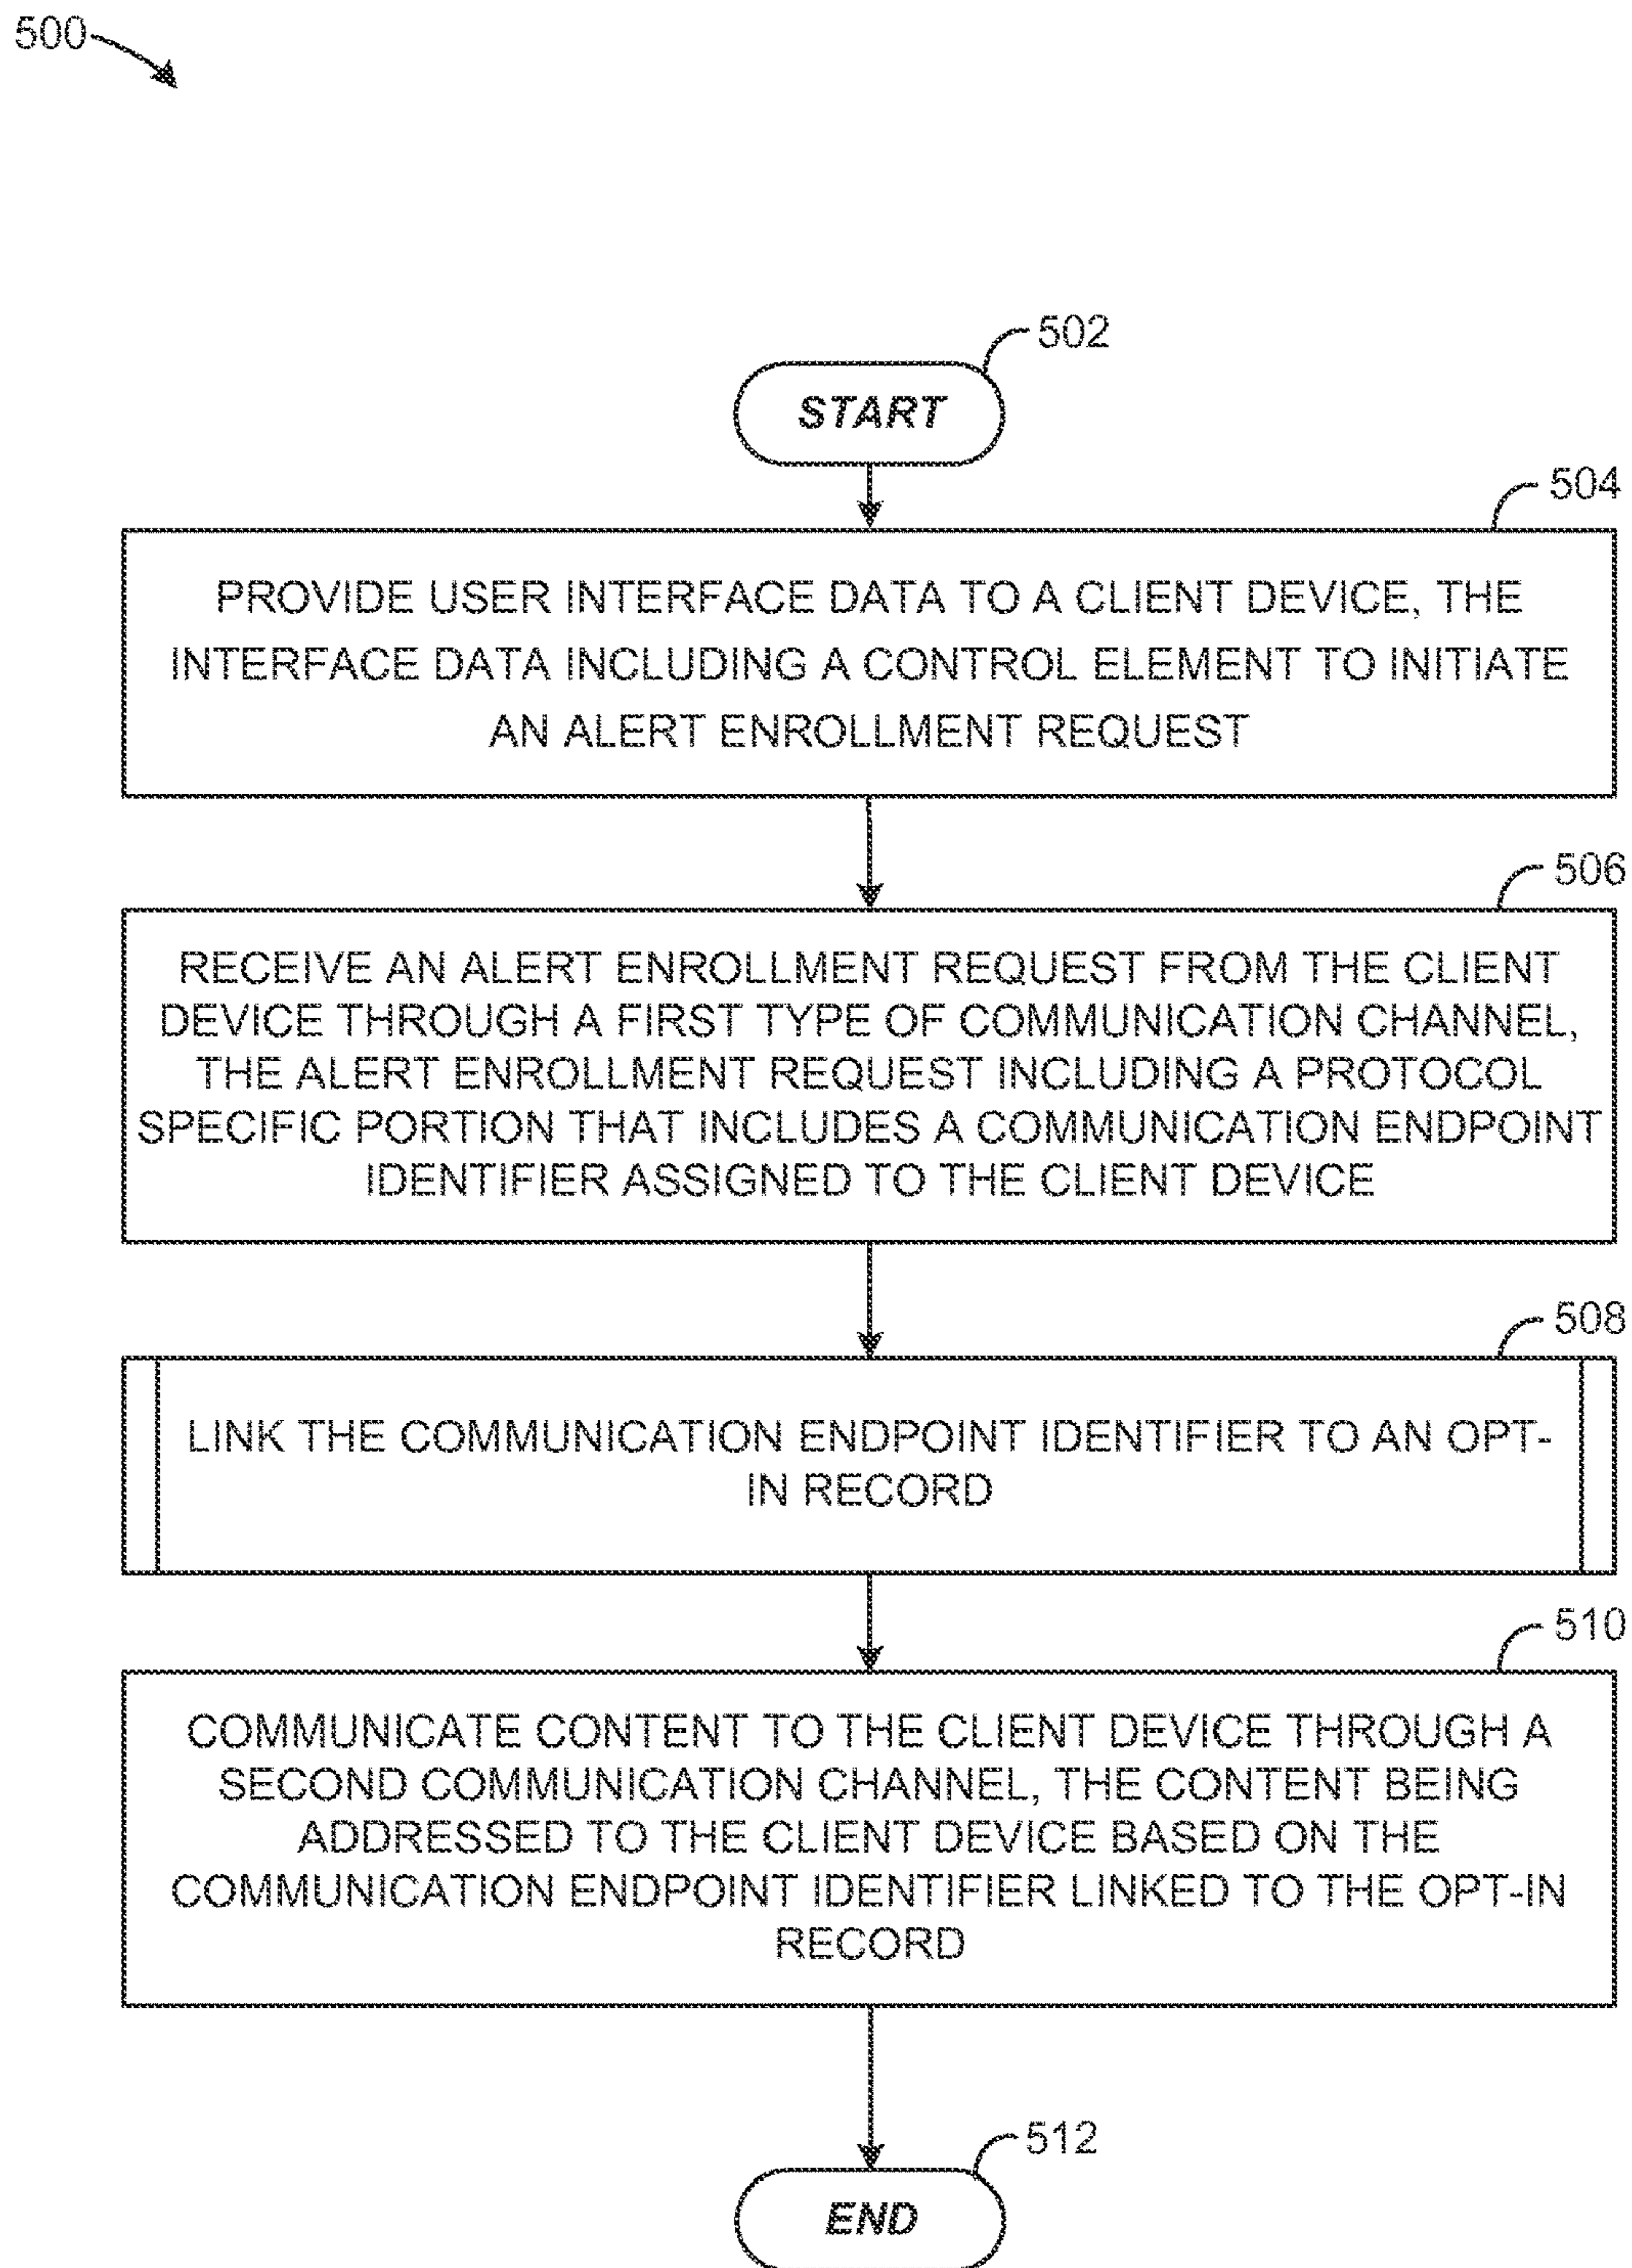 500
502
START
504
PROVIDE USER INTERFACE DATA TO A CLIENT DEVICE, THE
INTERFACE DATA INCLUDING A CONTROL ELEMENT TO INITIATE
AN ALERT ENROLLMENT REQUEST
506
RECEIVE AN ALERT ENROLLMENT REQUEST FROM THE CLIENT
DEVICE THROUGH A FIRST TYPE OF COMMUNICATION CHANNEL,
THE ALERT ENROLLMENT REQUEST INCLUDING A PROTOCOL
SPECIFIC PORTION THAT INCLUDES A COMMUNICATION ENDPOINT
IDENTIFIER ASSIGNED TO THE CLIENT DEVICE
508
LINK THE COMMUNICATION ENDPOINT IDENTIFIER TO AN OPT-
IN RECORD
510
COMMUNICATE CONTENT TO THE CLIENT DEVICE THROUGH A
SECOND COMMUNICATION CHANNEL, THE CONTENT BEING
ADDRESSED TO THE CLIENT DEVICE BASED ON THE
COMMUNICATION ENDPOINT IDENTIFIER LINKED TO THE OPT-IN
RECORD
512
END